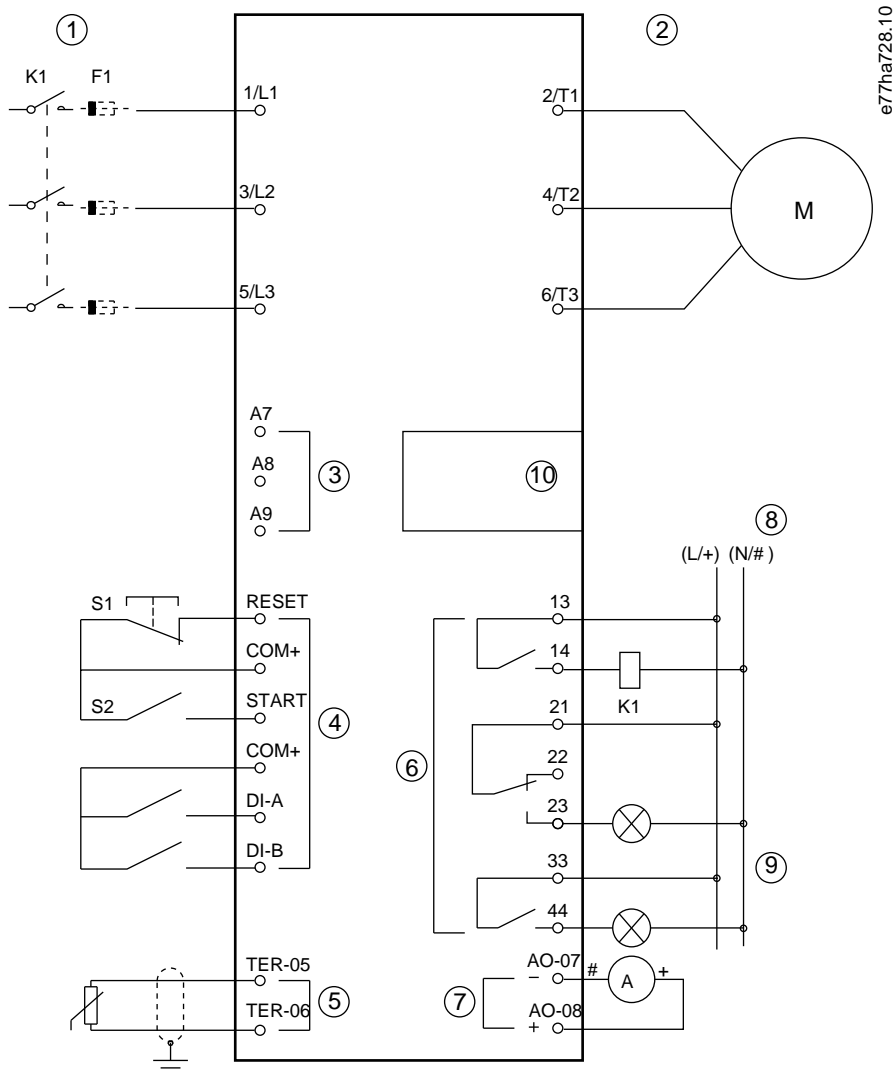 1
2
e77ha728.10
K1 F1
1/L1
2/T1
3/L2
4/T2
M
5/L3
6/T3
A7
A8
A9
3
10
8
(L/+) (N/# )
S1
RESET
13
COM+
14
K1
S2
START
4
21
6
22
COM+
DI-A
23
DI-B
33
9
44
TER-05
5
TER-06
AO-07
7
AO-08
− # A +
+